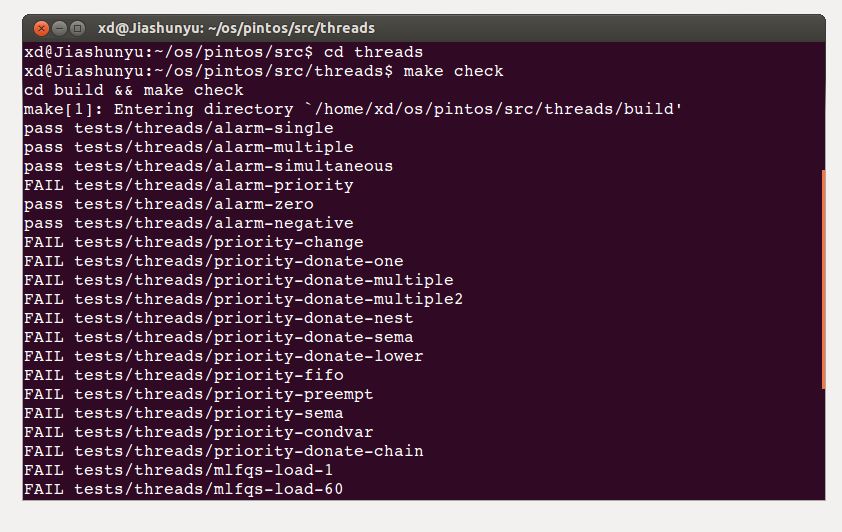 xd@Jiashunyu: ~/os/pintos/src/threads
xd@Jiashunyu:~/os/pintos/src$ cd threads
xd@Jiashunyu:~/os/pintos/src/threads$ make check
cd build && make check
make[1]: Entering directory `/home/xd/os/pintos/src/threads/build'
pass tests/threads/alarm-single
pass tests/threads/alarm-multiple
pass tests/threads/alarm-simultaneous
FAIL tests/threads/alarm-priority
pass tests/threads/alarm-zero
pass tests/threads/alarm-negative
FAIL tests/threads/priority-change
FAIL tests/threads/priority-donate-one
FAIL tests/threads/priority-donate-multiple
FAIL tests/threads/priority-donate-multiple2
FAIL tests/threads/priority-donate-nest
FAIL tests/threads/priority-donate-sema
FAIL tests/threads/priority-donate-lower
FAIL tests/threads/priority-fifo
FAIL tests/threads/priority-preempt
FAIL tests/threads/priority-sema
FAIL tests/threads/priority-condvar
FAIL tests/threads/priority-donate-chain
FAIL tests/threads/mlfqs-load-1
FAIL tests/threads/mlfqs-load-60